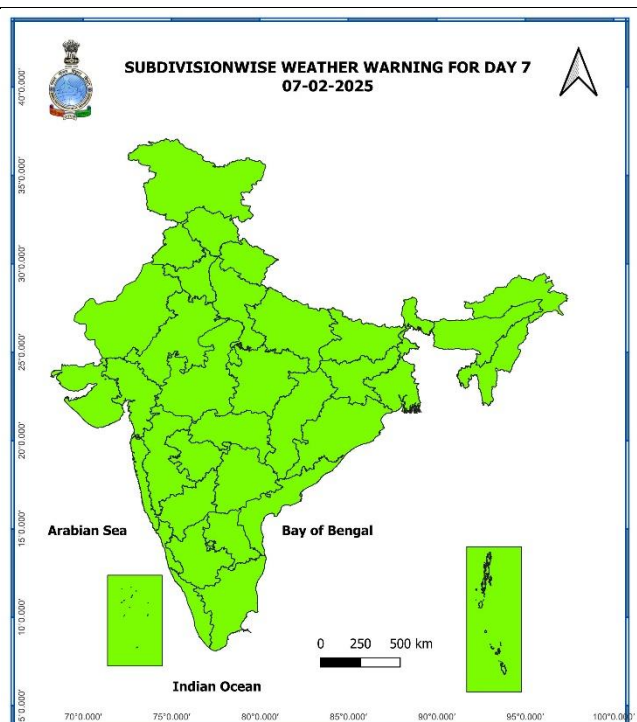 SUBDIVISIONWISE WEATHER WARNING FOR DAY 7
07-02-2025
40°0.000'
35°0.000'
30°0.000'
25°0.000'
20°0.000'
15°0.000'
10°0.000'
5°0.000'
Arabian Sea
Bay of Bengal
0 250 500 km
Indian Ocean
70°0.000' 75°0.000' 80°0.000' 85°0.000' 90°0.000' 95°0.000' 100°0.000'